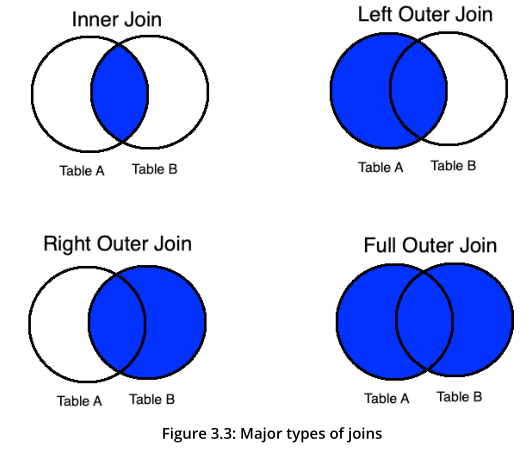 Inner Join
Left Outer Join
Table A
Table B
Table A
Table B
Right Outer Join
Full Outer Join
Table A
Table B
Table A
Table B
Figure 3.3: Major types of joins